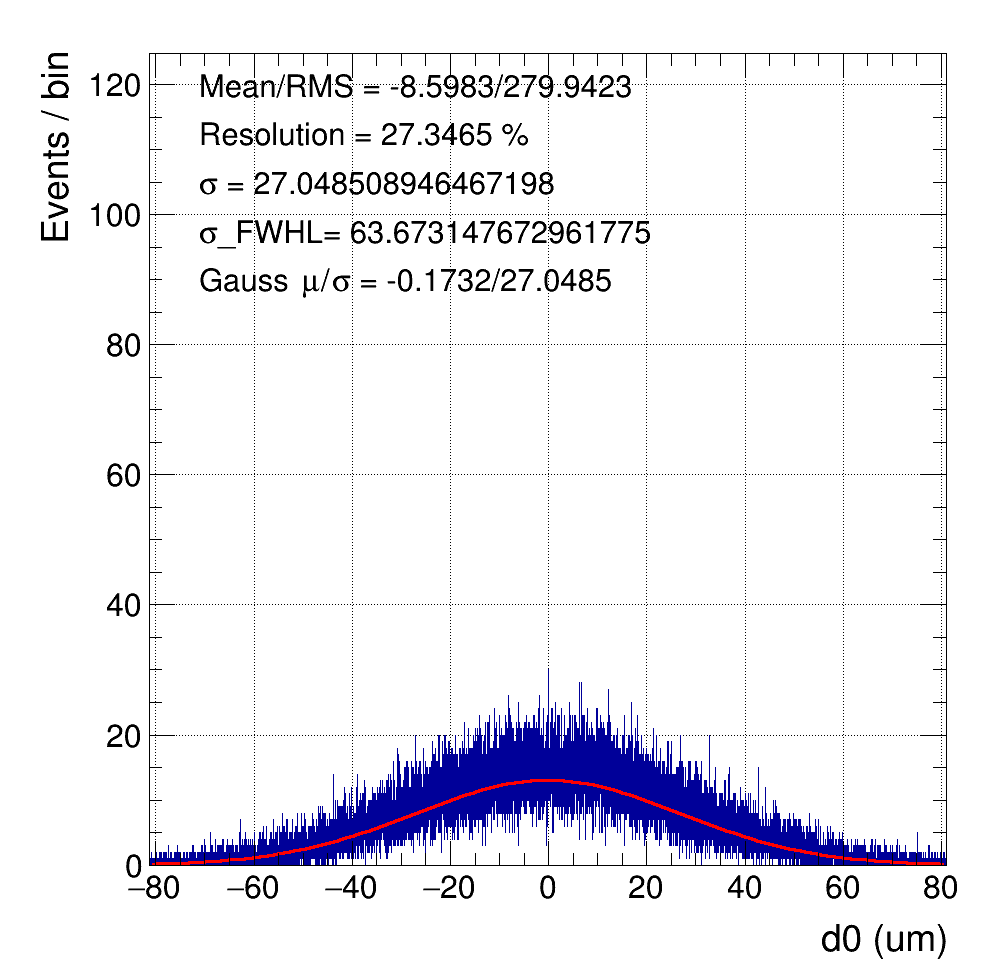 Events / bin
120
100
80
60
40
20
0
Mean/RMS = -8.5983/279.9423
Resolution = 27.3465 %
σ = 27.048508946467198
σ_FWHL= 63.673147672961775
Gauss μ/σ = -0.1732/27.0485
−80 −60 −40 −20 0 20 40 60 80
d0 (um)